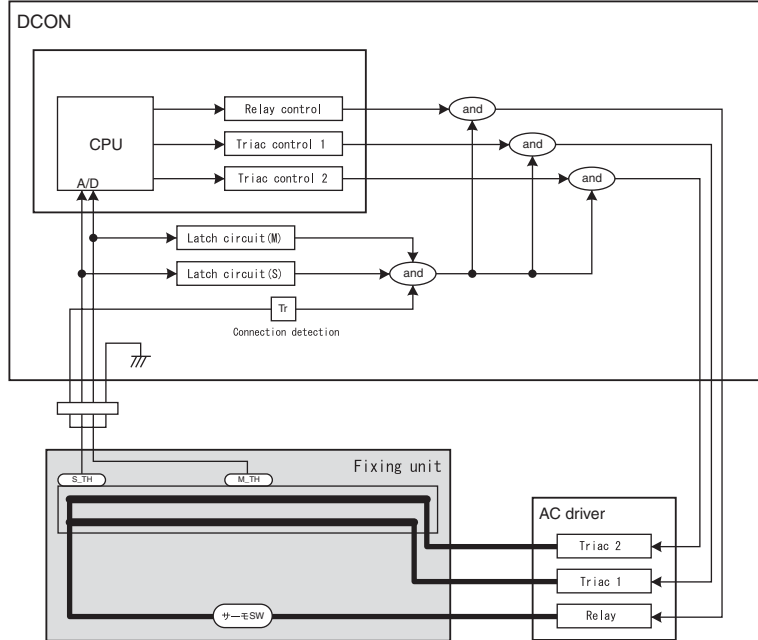 DCON
Relay control
and
CPU
Triac control 1
and
A/D
Triac control 2
and
Latch circuit(M)
Latch circuit(S)
and
Tr
Connection detection
Fixing unit
S_TH
M_TH
AC driver
Triac 2
Triac 1
サーモSW
Relay